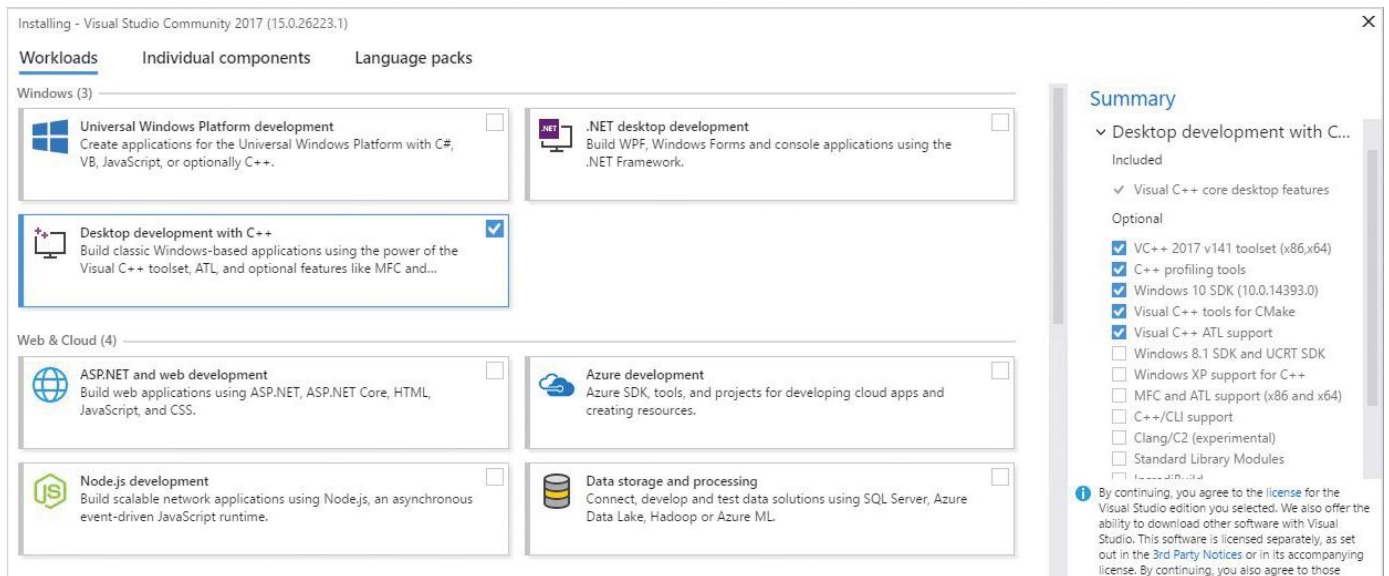 Installing - Visual Studio Community 2017 (15.0.26223.1)
Workloads
Individual components
Language packs
Windows (3)
Universal Windows Platform development
Create applications for the Universal Windows Platform with C#,
VB, JavaScript, or optionally C++.
.NET
.NET desktop development
Build WPF, Windows Forms and console applications using the
.NET Framework.
Desktop development with C++
Build classic Windows-based applications using the power of the
Visual C++ toolset, ATL, and optional features like MFC and...
Web & Cloud (4)
ASP.NET and web development
Build web applications using ASP.NET, ASP.NET Core, HTML,
JavaScript, and CSS.
Azure development
Azure SDK, tools, and projects for developing cloud apps and
creating resources.
JS
Node.js development
Build scalable network applications using Node.js, an asynchronous
event-driven JavaScript runtime.
Data storage and processing
Connect, develop and test data solutions using SQL Server, Azure
Data Lake, Hadoop or Azure ML.
Summary
Desktop development with C...
Included
Visual C++ core desktop features
Optional
VC++ 2017 v141 toolset (x86,x64)
C++ profiling tools
Windows 10 SDK (10.0.14393.0)
Visual C++ tools for CMake
Visual C++ ATL support
Windows 8.1 SDK and UCRT SDK
Windows XP support for C++
MFC and ATL support (x86 and x64)
C++/CLI support
Clang/C2 (experimental)
Standard Library Modules
IncrediBuild
By continuing, you agree to the license for the
Visual Studio edition you selected. We also offer the
ability to download other software with Visual
Studio. This software is licensed separately, as set
out in the 3rd Party Notices or in its accompanying
license. By continuing, you also agree to those